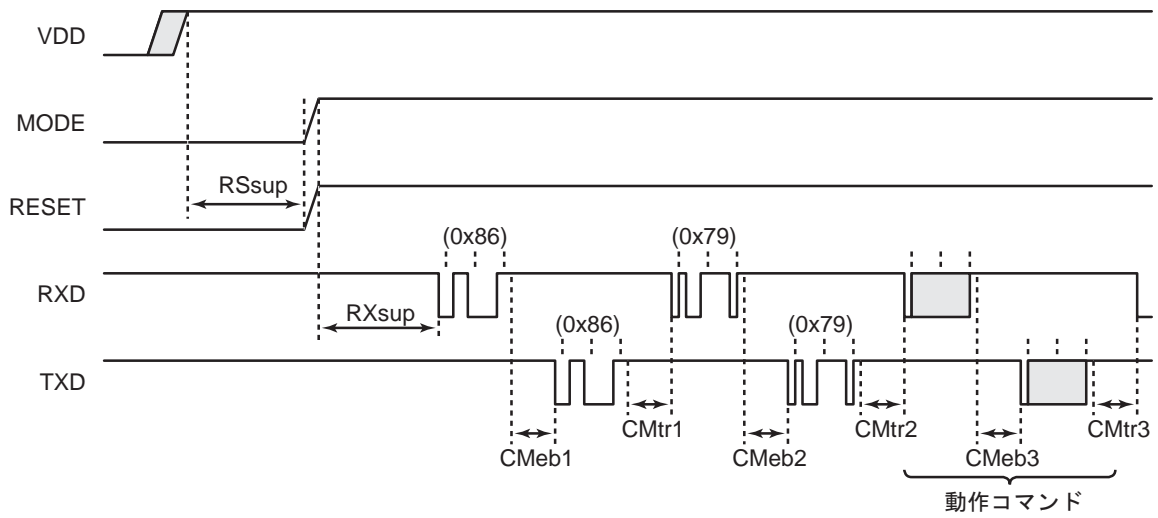 VDD
MODE
RSsup
RESET
(0x86)
(0x79)
RXD
RXsup
(0x86)
(0x79)
TXD
CMtr1
CMtr2
CMtr3
CMeb1
CMeb2
CMeb3
動作コマンド